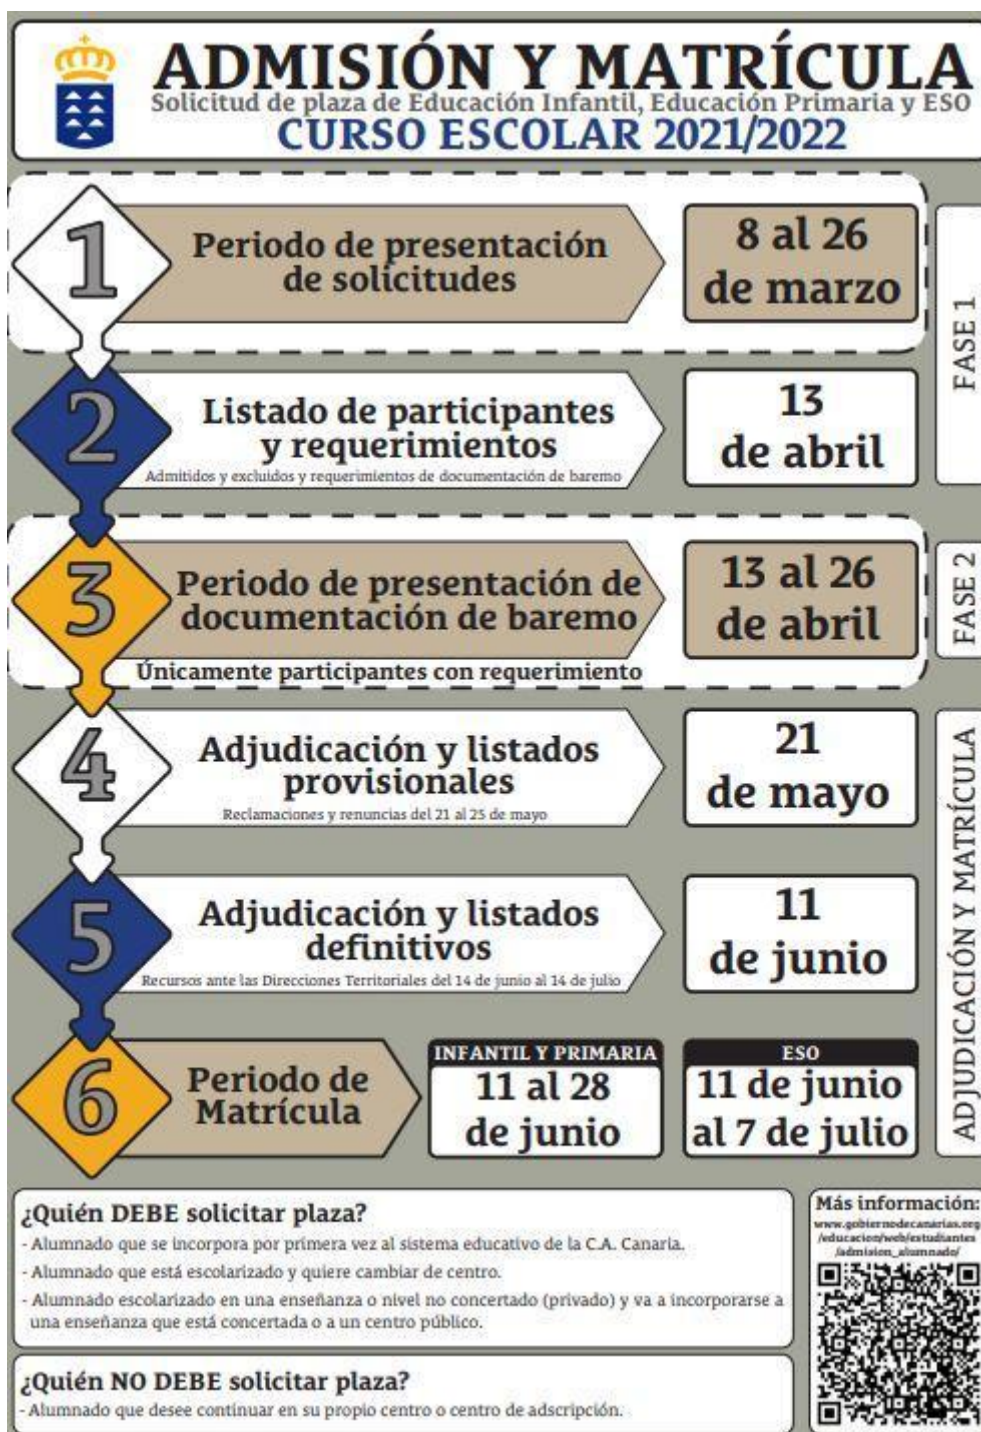 ADMISIÓN Y MATRÍCULA
Solicitud de plaza de Educación Infantil, Educación Primaria y ESO
CURSO ESCOLAR 2021/2022
1
Periodo de presentación
de solicitudes
8 al 26
de marzo
FASE 1
2
Listado de participantes
y requerimientos
Admitidos y excluidos y requerimientos de documentación de baremo
13
de abril
3
Periodo de presentación de
documentación de baremo
Únicamente participantes con requerimiento
13 al 26
de abril
FASE 2
4
Adjudicación y listados
provisionales
Reclamaciones y renuncias del 21 al 25 de mayo
21
de mayo
ADJUDICACIÓN Y MATRÍCULA
5
Adjudicación y listados
definitivos
Recursos ante las Direcciones Territoriales del 14 de junio al 14 de julio
11
de junio
6
Periodo de
Matrícula
INFANTIL Y PRIMARIA
11 al 28
de junio
ESO
11 de junio
al 7 de julio
¿Quién DEBE solicitar plaza?
- Alumnado que se incorpora por primera vez al sistema educativo de la C.A. Canaria.
- Alumnado que está escolarizado y quiere cambiar de centro.
- Alumnado escolarizado en una enseñanza o nivel no concertado (privado) y va a incorporarse a
una enseñanza que está concertada o a un centro público.
¿Quién NO DEBE solicitar plaza?
- Alumnado que desee continuar en su propio centro o centro de adscripción.
Más información:
www.gobiernodecanarias.org
/educacion/web/estudiantes
/admision_alumnado/